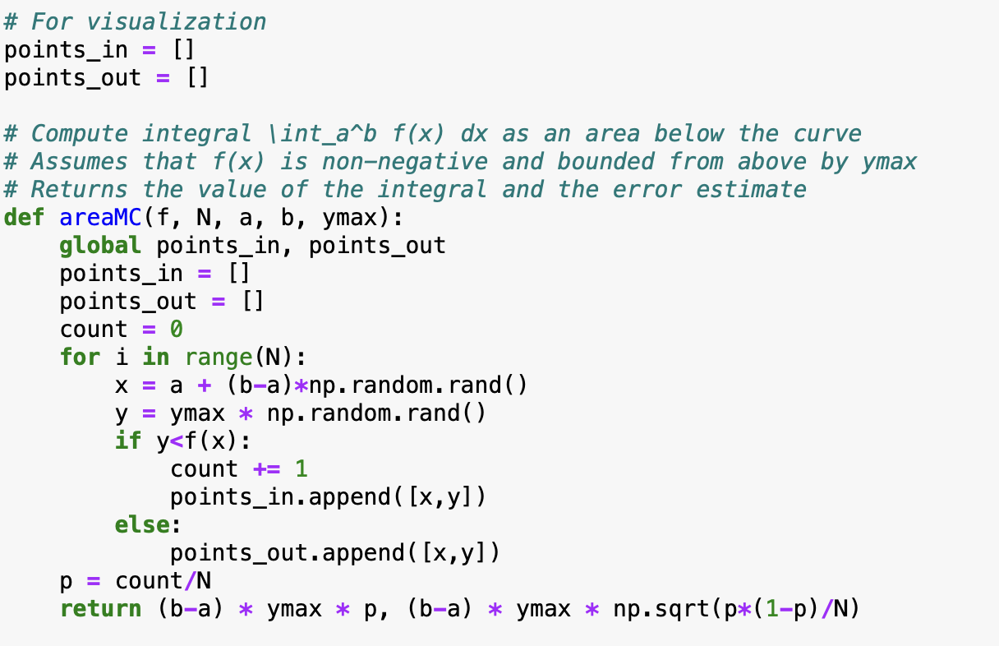 # For visualization
points_in = []
points_out = []

# Compute integral \int_a^b f(x) dx as an area below the curve
# Assumes that f(x) is non-negative and bounded from above by ymax
# Returns the value of the integral and the error estimate
def areaMC(f, N, a, b, ymax):
    global points_in, points_out
    points_in = []
    points_out = []
    count = 0
    for i in range(N):
        x = a + (b-a)*np.random.rand()
        y = ymax * np.random.rand()
        if y<f(x):
            count += 1
            points_in.append([x,y])
        else:
            points_out.append([x,y])
    p = count/N
    return (b-a) * ymax * p, (b-a) * ymax * np.sqrt(p*(1-p)/N)